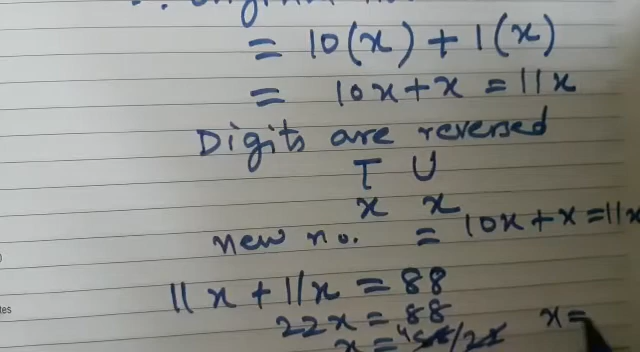 = 10(x) + 1(x)
= 10x + x = 11x
Digits are reversed
T U
x x
new no. = 10x + x = 11x
11x + 11x = 88
22x = 88
x =
x =